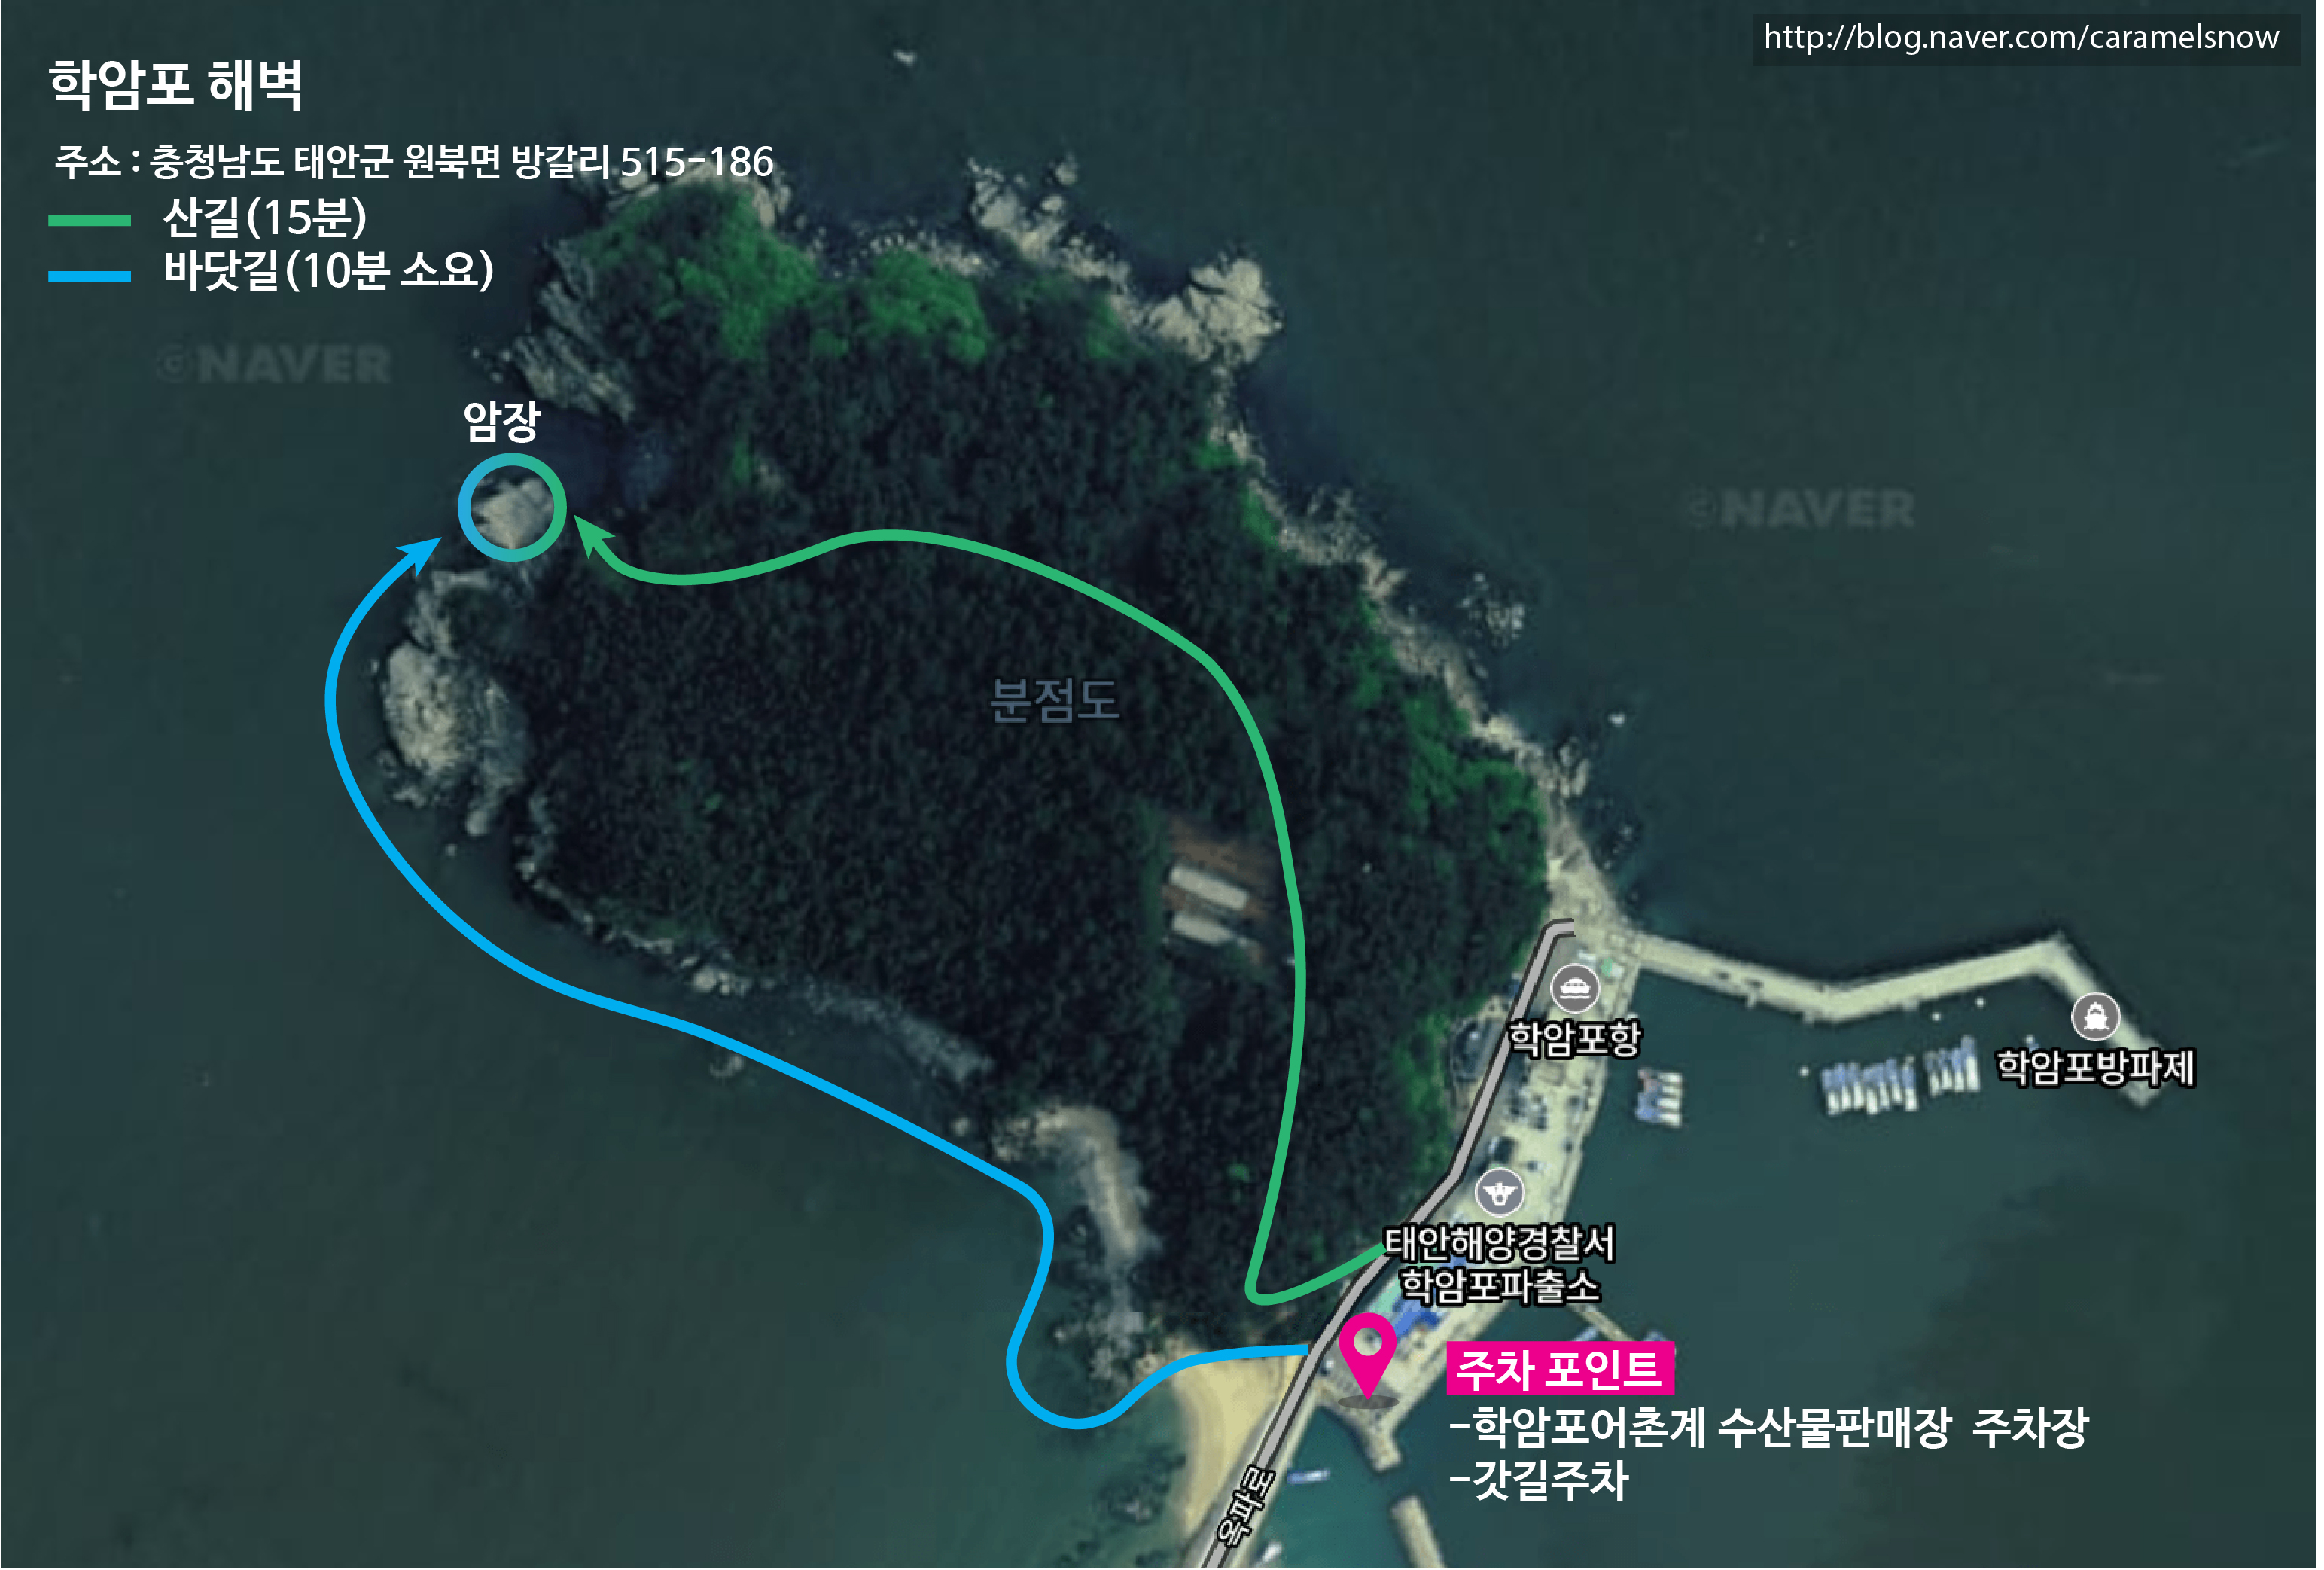 http://blog.naver.com/caramelsnow
학암포 해벽
주소 : 충청남도 태안군 원북면 방갈리 515-186
산길(15분)
바닷길(10분 소요)
©NAVER
암장
©NAVER
분점도
학암포항
학암포방파제
태안해양경찰서
학암포파출소
주차 포인트
-학암포어촌계 수산물판매장 주차장
-갓길주차
옥파로